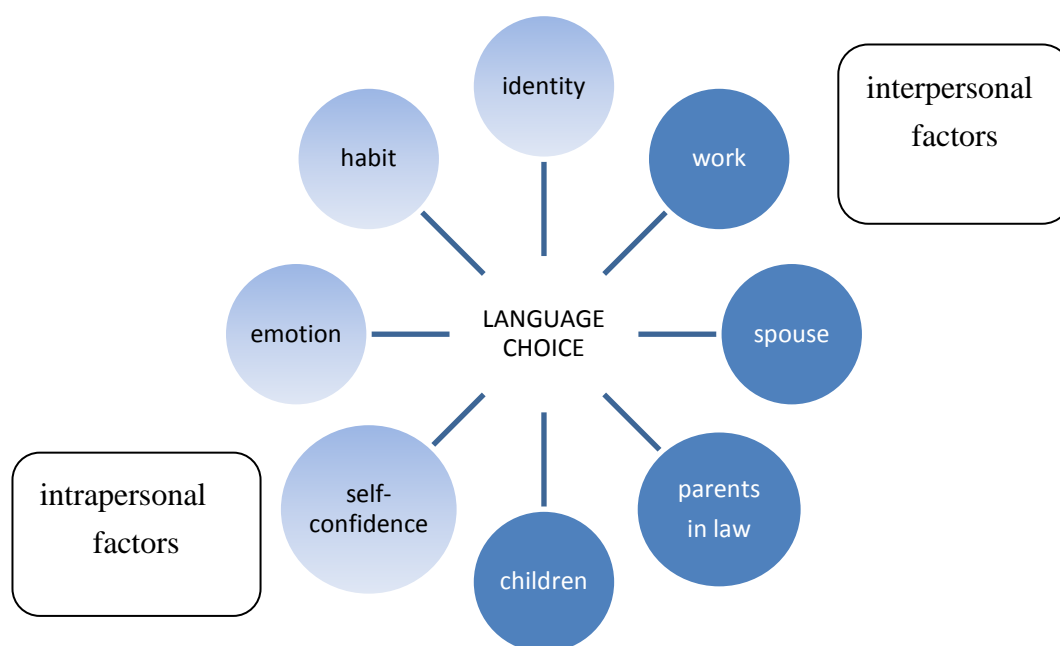 identity
interpersonal
factors
habit
work
emotion
LANGUAGE
CHOICE
spouse
intrapersonal
factors
self-
confidence
parents
in law
children